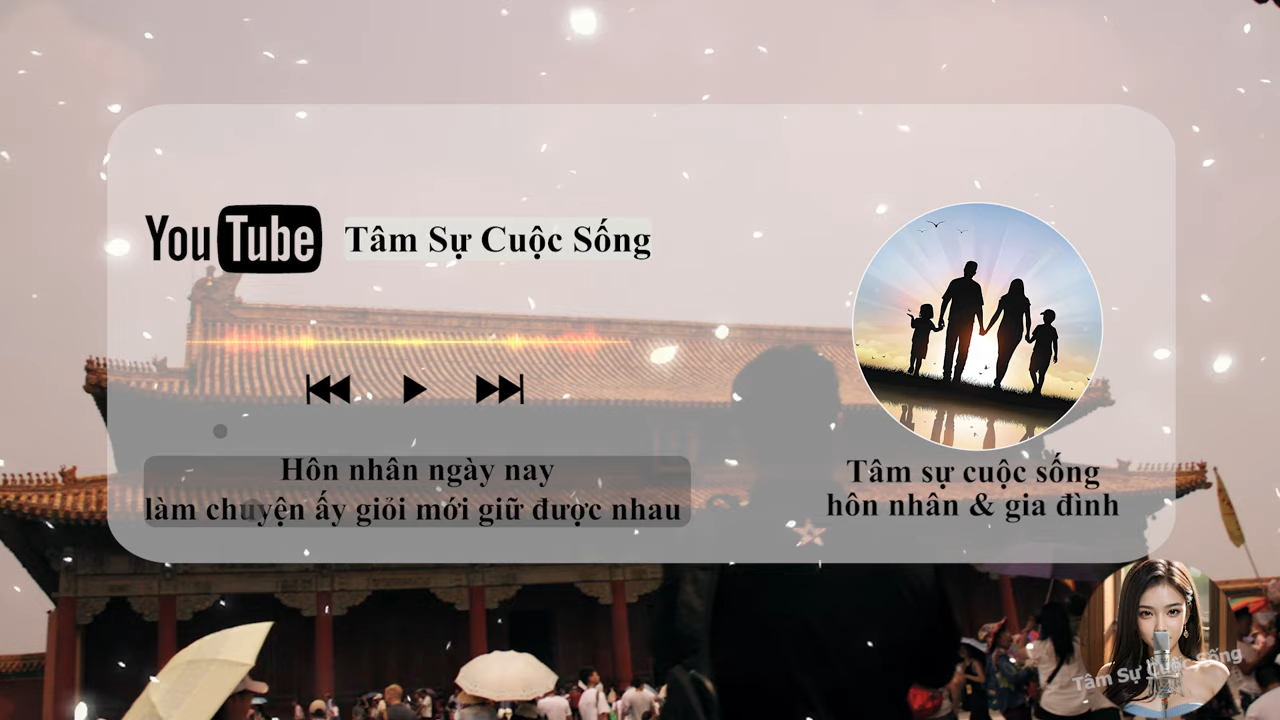 YouTube
Tâm Sự Cuộc Sống
Hôn nhân ngày nay
làm chuyện ấy giỏi mới giữ được nhau
Tâm sự cuộc sống
hôn nhân & gia đình
Tâm Sự Cuộc Sống